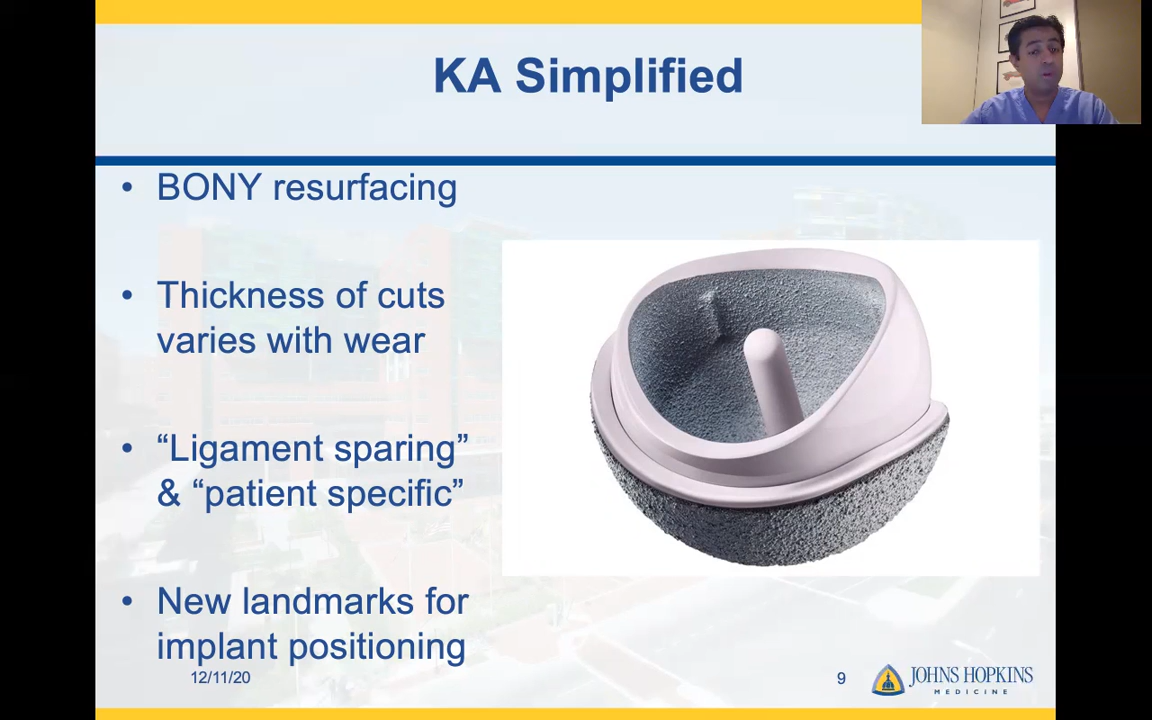 KA Simplified
• BONY resurfacing
• Thickness of cuts
varies with wear
• “Ligament sparing”
& “patient specific”
• New landmarks for
implant positioning
12/11/20
9
JOHNS HOPKINS
MEDICINE